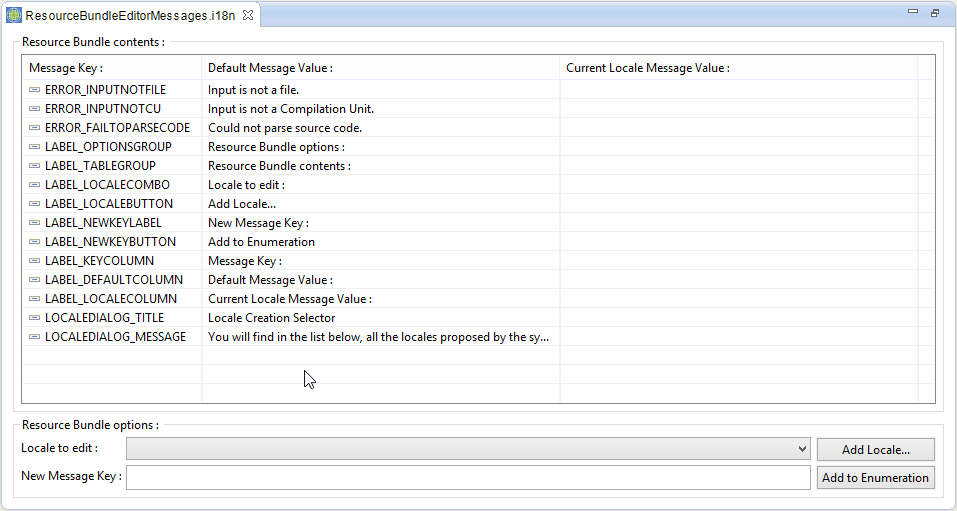 ResourceBundleEditorMessages.i18n
Resource Bundle contents :
Message Key : Default Message Value : Current Locale Message Value :
ERROR_INPUTNOTFILE Input is not a file.
ERROR_INPUTNOTCU Input is not a Compilation Unit.
ERROR_FAILTOPARSECODE Could not parse source code.
LABEL_OPTIONSGROUP Resource Bundle options :
LABEL_TABLEGROUP Resource Bundle contents :
LABEL_LOCALECOMBO Locale to edit :
LABEL_LOCALEBUTTON Add Locale...
LABEL_NEWKEYLABEL New Message Key :
LABEL_NEWKEYBUTTON Add to Enumeration
LABEL_KEYCOLUMN Message Key :
LABEL_DEFAULTCOLUMN Default Message Value :
LABEL_LOCALECOLUMN Current Locale Message Value :
LOCALEDIALOG_TITLE Locale Creation Selector
LOCALEDIALOG_MESSAGE You will find in the list below, all the locales proposed by the sy...
Resource Bundle options :
Locale to edit : Add Locale...
New Message Key : Add to Enumeration